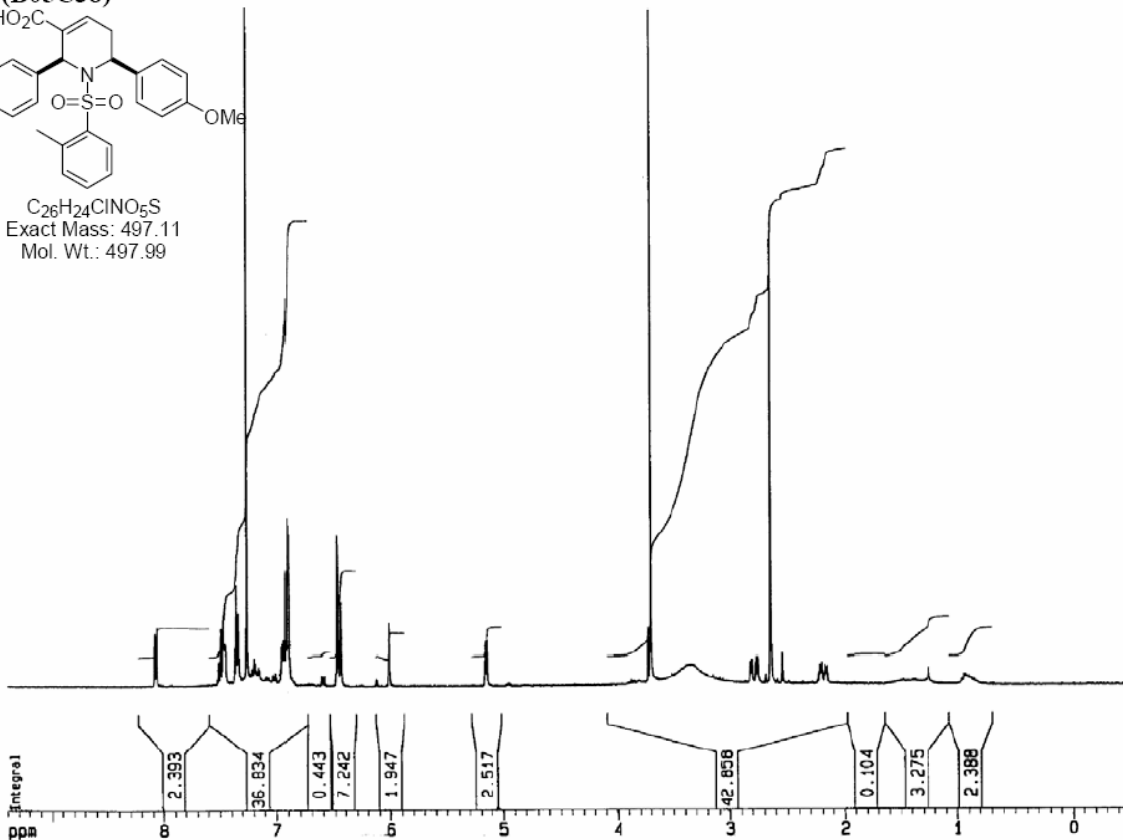 HO2C
N
O=S=O
OMe
C26H24ClNO5S
Exact Mass: 497.11
Mol. Wt.: 497.99
Integral
2.393
36.834
0.443
7.242
1.947
2.517
42.858
0.104
3.275
2.388
ppm 8 7 6 5 4 3 2 1 0